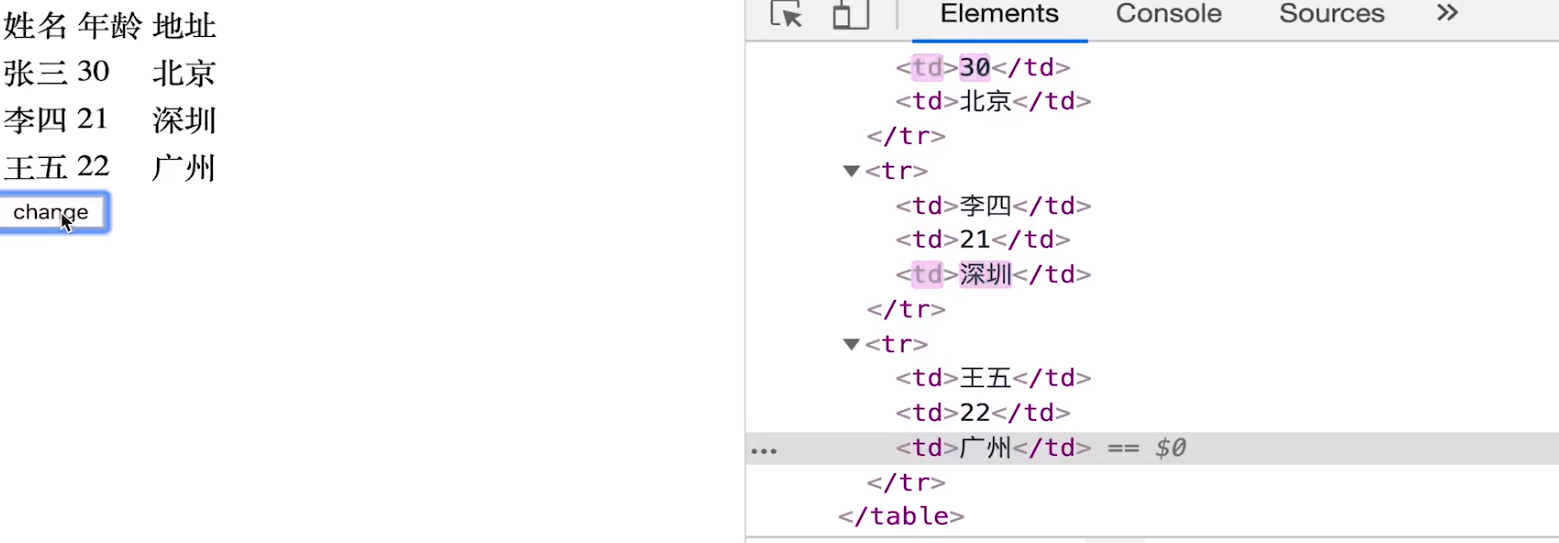 姓名 年龄 地址
张三 30 北京
李四 21 深圳
王五 22 广州
change
Elements Console Sources »
<td>30</td>
<td>北京</td>
</tr>
▼<tr>
<td>李四</td>
<td>21</td>
<td>深圳</td>
</tr>
▼<tr>
<td>王五</td>
<td>22</td>
… <td>广州</td> == $0
</tr>
</table>